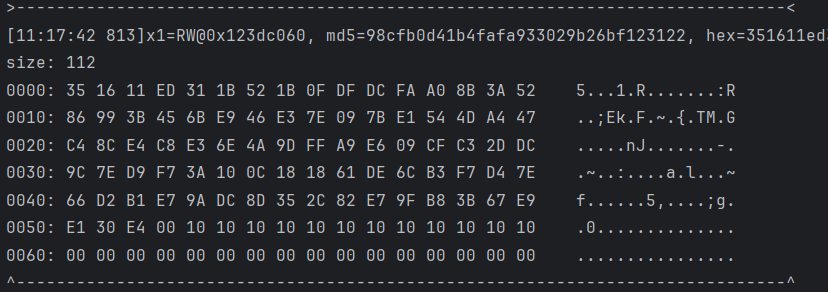 >-----------------------------------------------------------------------------<
[11:17:42 813]x1=RW@0x123dc060, md5=98cfb0d41b4fafa933029b26bf123122, hex=351611ed3
size: 112
0000: 35 16 11 ED 31 1B 52 1B 0F DF DC FA A0 8B 3A 52    5...1.R.......:R
0010: 86 99 3B 45 6B E9 46 E3 7E 09 7B E1 54 4D A4 47    ..;Ek.F.~.{.TM.G
0020: C4 8C E4 C8 E3 6E 4A 9D FF A9 E6 09 CF C3 2D DC    .....nJ.......-.
0030: 9C 7E D9 F7 3A 10 0C 18 18 61 DE 6C B3 F7 D4 7E    .~..:....a.l...~
0040: 66 D2 B1 E7 9A DC 8D 35 2C 82 E7 9F B8 3B 67 E9    f......5,....;g.
0050: E1 30 E4 00 10 10 10 10 10 10 10 10 10 10 10 10    .0..............
0060: 00 00 00 00 00 00 00 00 00 00 00 00 00 00 00 00    ................
^-----------------------------------------------------------------------------^